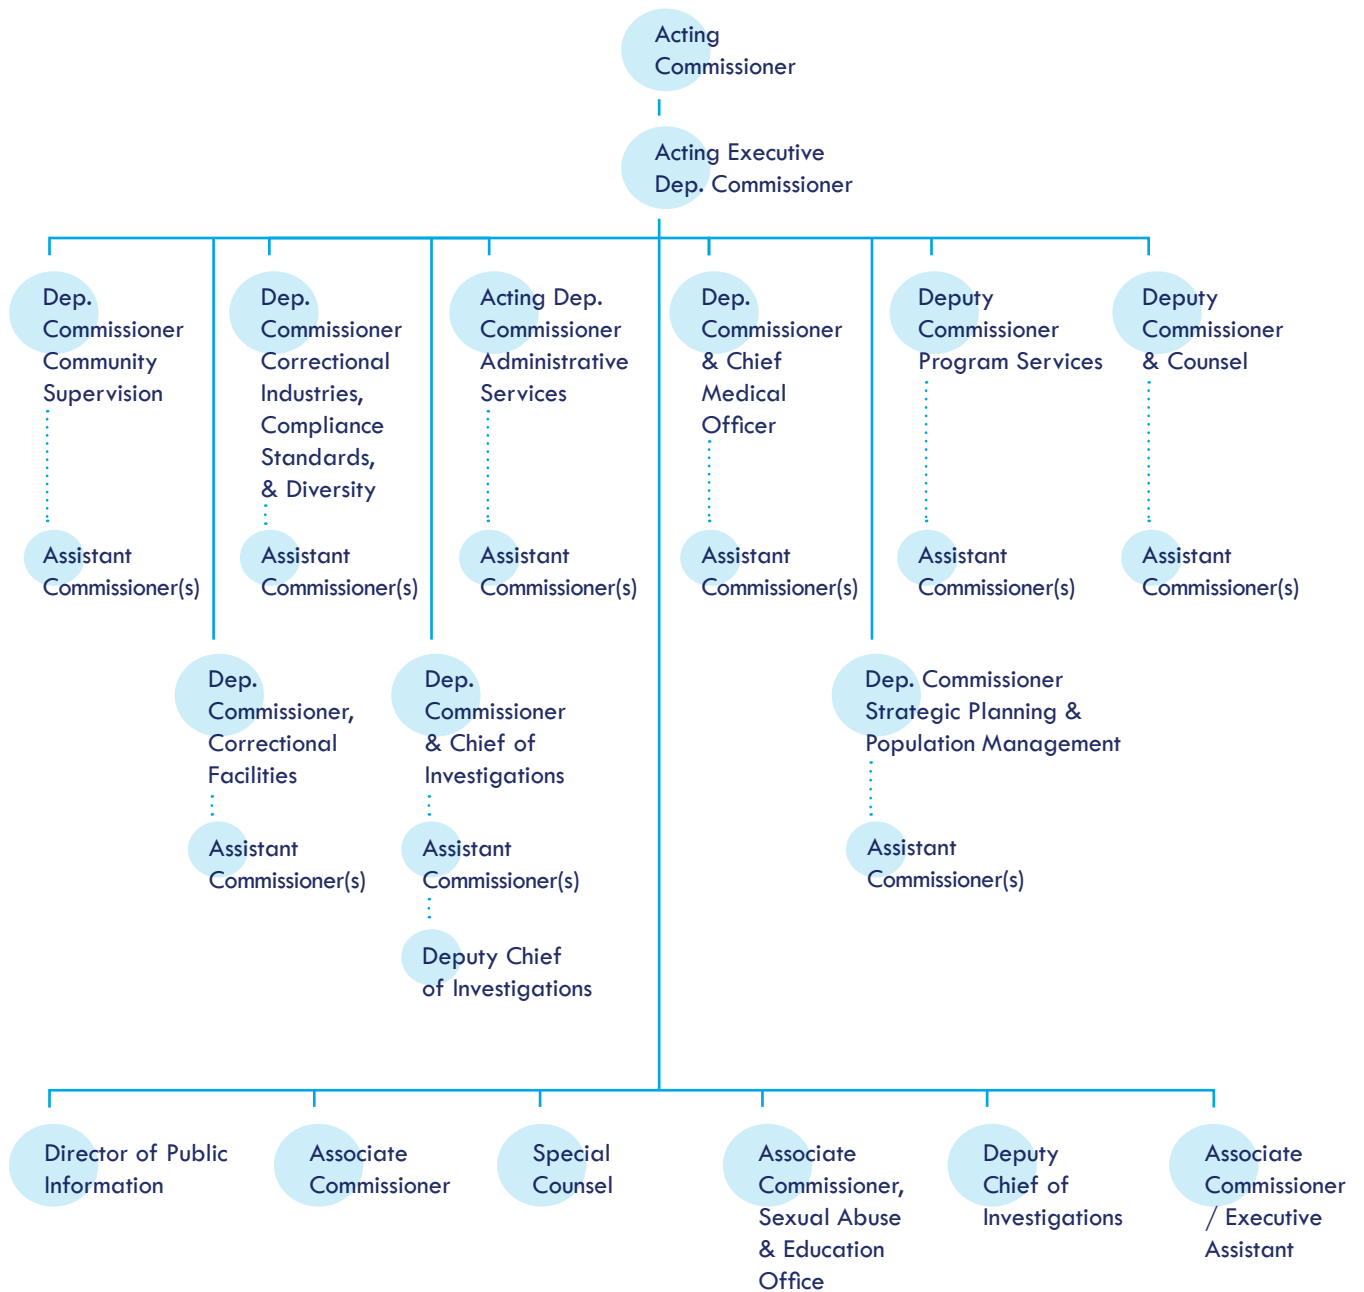 Acting
Commissioner
Acting Executive
Dep. Commissioner
Dep.
Commissioner
Community
Supervision
Dep.
Commissioner
Correctional
Industries,
Compliance
Standards,
& Diversity
Acting Dep.
Commissioner
Administrative
Services
Dep.
Commissioner
& Chief
Medical
Officer
Deputy
Commissioner
Program Services
Deputy
Commissioner
& Counsel
Assistant
Commissioner(s)
Assistant
Commissioner(s)
Assistant
Commissioner(s)
Assistant
Commissioner(s)
Assistant
Commissioner(s)
Assistant
Commissioner(s)
Dep.
Commissioner,
Correctional
Facilities
Dep.
Commissioner
& Chief of
Investigations
Dep. Commissioner
Strategic Planning &
Population Management
Assistant
Commissioner(s)
Assistant
Commissioner(s)
Assistant
Commissioner(s)
Deputy Chief
of Investigations
Director of Public
Information
Associate
Commissioner
Special
Counsel
Associate
Commissioner,
Sexual Abuse
& Education
Office
Deputy
Chief of
Investigations
Associate
Commissioner
/ Executive
Assistant